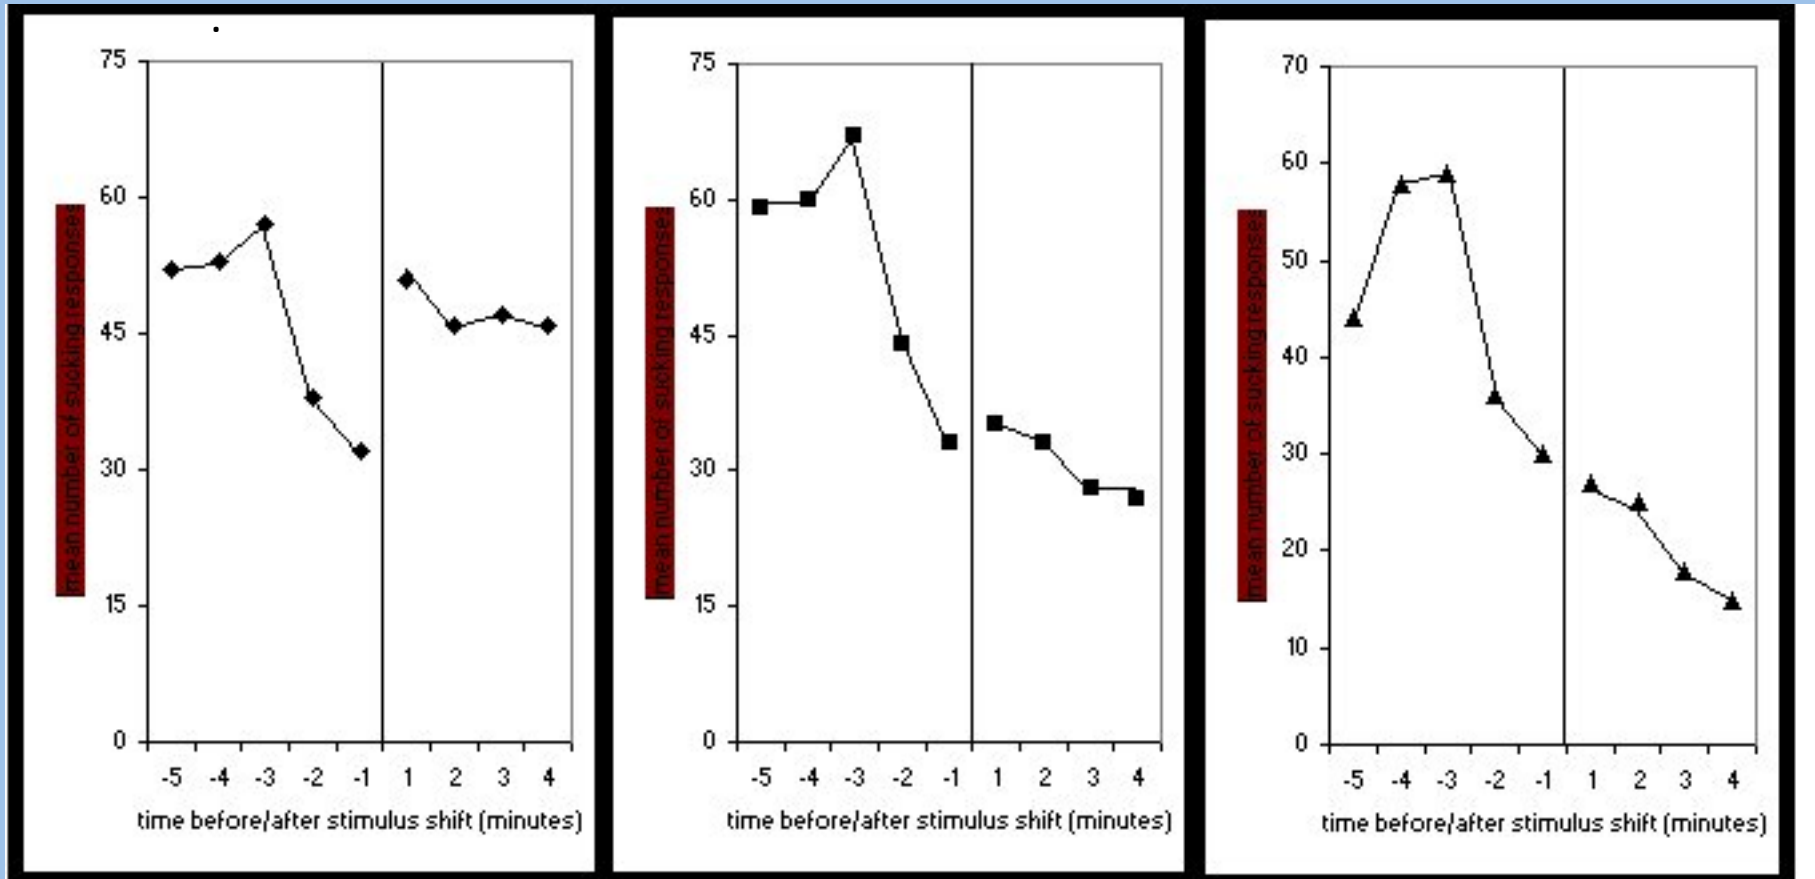 75
60
45
30
15
0
mean number of sucking responses
-5 -4 -3 -2 -1 1 2 3 4
time before/after stimulus shift (minutes)
75
60
45
30
15
0
mean number of sucking responses
-5 -4 -3 -2 -1 1 2 3 4
time before/after stimulus shift (minutes)
70
60
50
40
30
20
10
0
mean number of sucking responses
-5 -4 -3 -2 -1 1 2 3 4
time before/after stimulus shift (minutes)